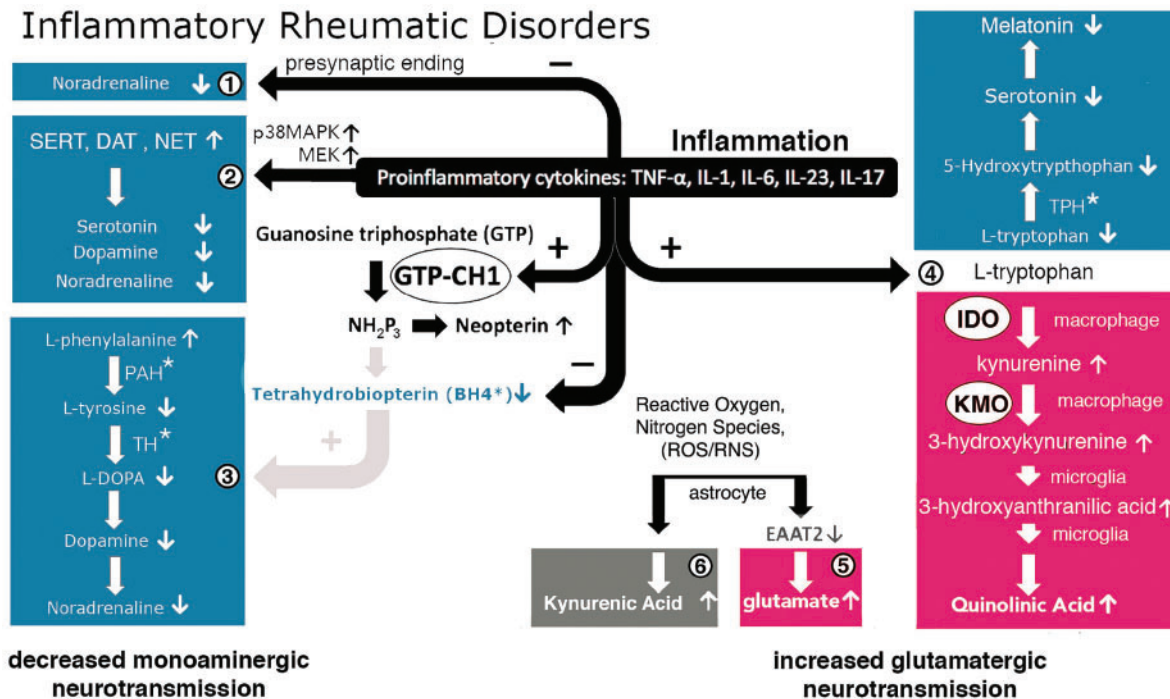 Inflammatory Rheumatic Disorders
Noradrenaline ↓ ①
presynaptic ending
−
SERT, DAT , NET ↑
②
Serotonin ↓
Dopamine ↓
Noradrenaline ↓
p38MAPK↑
MEK↑
Inflammation
Proinflammatory cytokines: TNF-α, IL-1, IL-6, IL-23, IL-17
Guanosine triphosphate (GTP)
+
+
GTP-CH1
NH₂P₃
Neopterin ↑
−
Tetrahydrobiopterin (BH4*)↓
+
L-phenylalanine ↑
PAH*
L-tyrosine ↓
TH*
L-DOPA ↓ ③
Dopamine ↓
Noradrenaline ↓
decreased monoaminergic
neurotransmission
Reactive Oxygen,
Nitrogen Species,
(ROS/RNS)
astrocyte
EAAT2↓
⑥
Kynurenic Acid ↑
⑤
glutamate↑
Melatonin ↓
Serotonin ↓
5-Hydroxytrypthophan ↓
TPH*
L-tryptophan ↓
④ L-tryptophan
IDO macrophage
kynurenine ↑
KMO macrophage
3-hydroxykynurenine ↑
microglia
3-hydroxyanthranilic acid↑
microglia
Quinolinic Acid↑
increased glutamatergic
neurotransmission